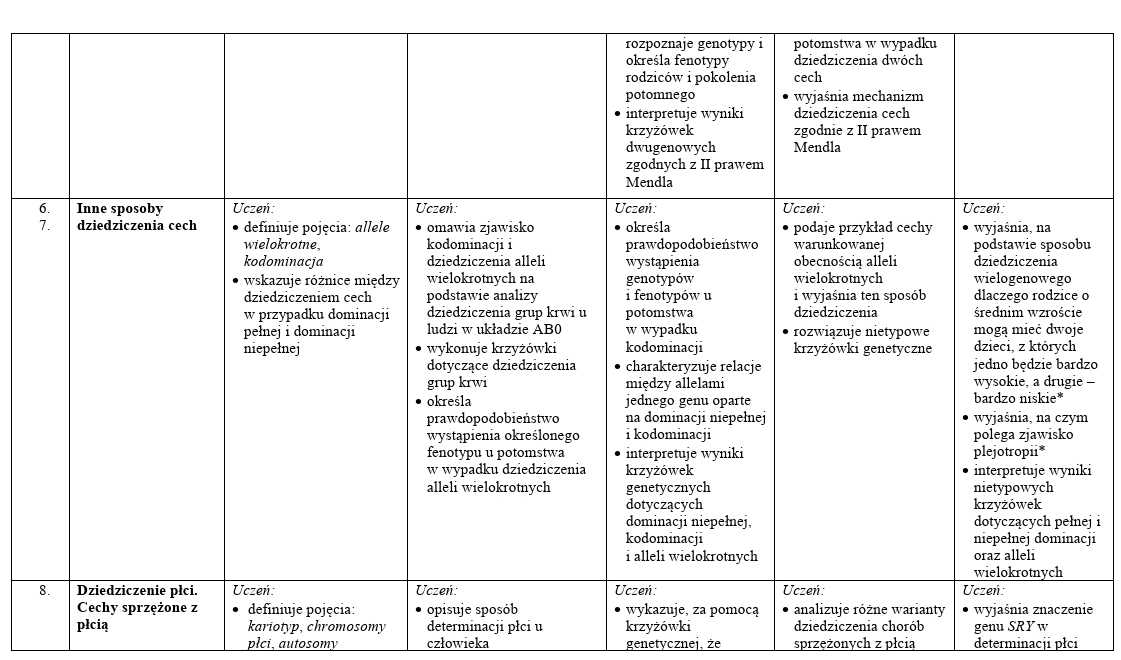 rozpoznaje genotypy i
określa fenotypy
rodziców i pokolenia
potomnego
• interpretuje wyniki
krzyżówek
dwugenowych
zgodnych z II prawem
Mendla
potomstwa w wypadku
dziedziczenia dwóch
cech
• wyjaśnia mechanizm
dziedziczenia cech
zgodnie z II prawem
Mendla
6.
7.
Inne sposoby
dziedziczenia cech
Uczeń:
• definiuje pojęcia: allele
wielokrotne,
kodominacja
• wskazuje różnice między
dziedziczeniem cech
w przypadku dominacji
pełnej i dominacji
niepełnej
Uczeń:
• omawia zjawisko
kodominacji i
dziedziczenia alleli
wielokrotnych na
podstawie analizy
dziedziczenia grup krwi u
ludzi w układzie AB0
• wykonuje krzyżówki
dotyczące dziedziczenia
grup krwi
• określa
prawdopodobieństwo
wystąpienia określonego
fenotypu u potomstwa
w wypadku dziedziczenia
alleli wielokrotnych
Uczeń:
• określa
prawdopodobieństwo
wystąpienia
genotypów
i fenotypów u
potomstwa
w wypadku
kodominacji
• charakteryzuje relacje
między allelami
jednego genu oparte
na dominacji niepełnej
i kodominacji
• interpretuje wyniki
krzyżówek
genetycznych
dotyczących
dominacji niepełnej,
kodominacji
i alleli wielokrotnych
Uczeń:
• podaje przykład cechy
warunkowanej
obecnością alleli
wielokrotnych
i wyjaśnia ten sposób
dziedziczenia
• rozwiązuje nietypowe
krzyżówki genetyczne
Uczeń:
• wyjaśnia, na
podstawie sposobu
dziedziczenia
wielogenowego
dlaczego rodzice o
średnim wzroście
mogą mieć dwoje
dzieci, z których
jedno będzie bardzo
wysokie, a drugie –
bardzo niskie*
• wyjaśnia, na czym
polega zjawisko
plejotropii*
• interpretuje wyniki
nietypowych
krzyżówek
dotyczących pełnej i
niepełnej dominacji
oraz alleli
wielokrotnych
8.
Dziedziczenie płci.
Cechy sprzężone z
płcią
Uczeń:
• definiuje pojęcia:
kariotyp, chromosomy
płci, autosomy
Uczeń:
• opisuje sposób
determinacji płci u
człowieka
Uczeń:
• wykazuje, za pomocą
krzyżówki
genetycznej, że
Uczeń:
• analizuje różne warianty
dziedziczenia chorób
sprzężonych z płcią
Uczeń:
• wyjaśnia znaczenie
genu SRY w
determinacji płci